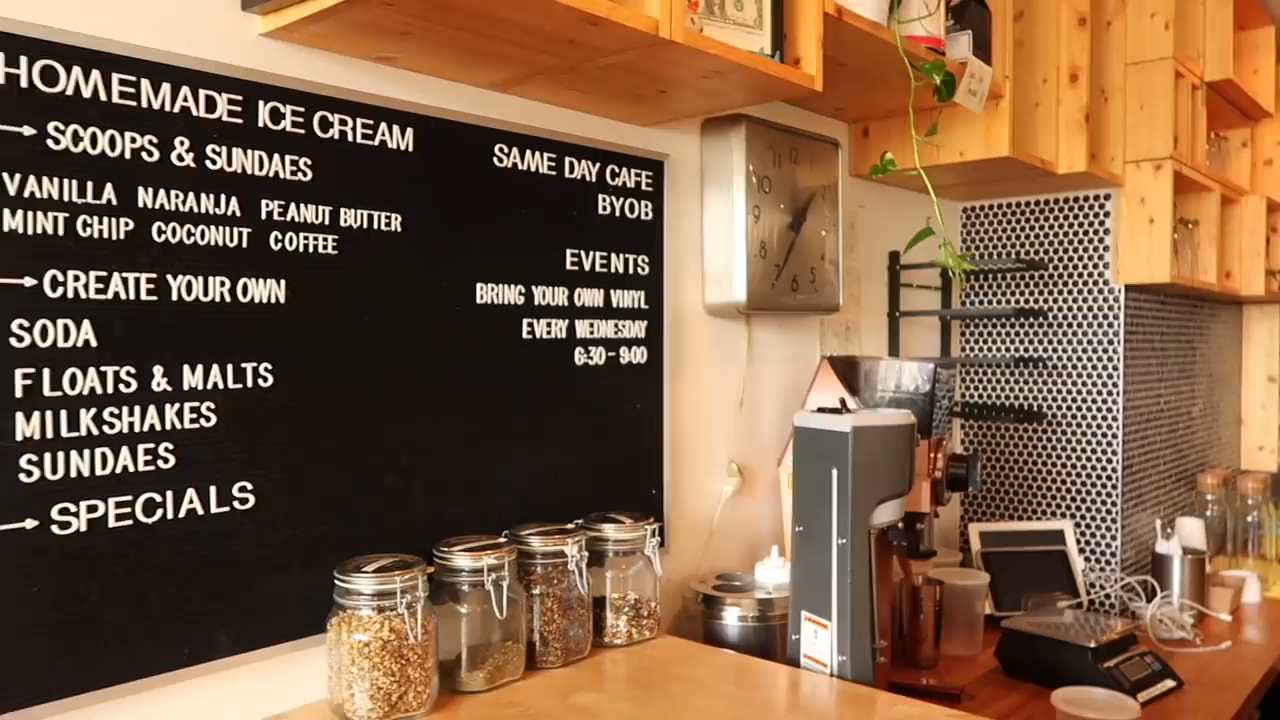 HOMEMADE ICE CREAM
SCOOPS & SUNDAES
VANILLA NARANJA PEANUT BUTTER
MINT CHIP COCONUT COFFEE
CREATE YOUR OWN
SODA
FLOATS & MALTS
MILKSHAKES
SUNDAES
SPECIALS
SAME DAY CAFE
BYOB
EVENTS
BRING YOUR OWN VINYL
EVERY WEDNESDAY
6:30-9:00